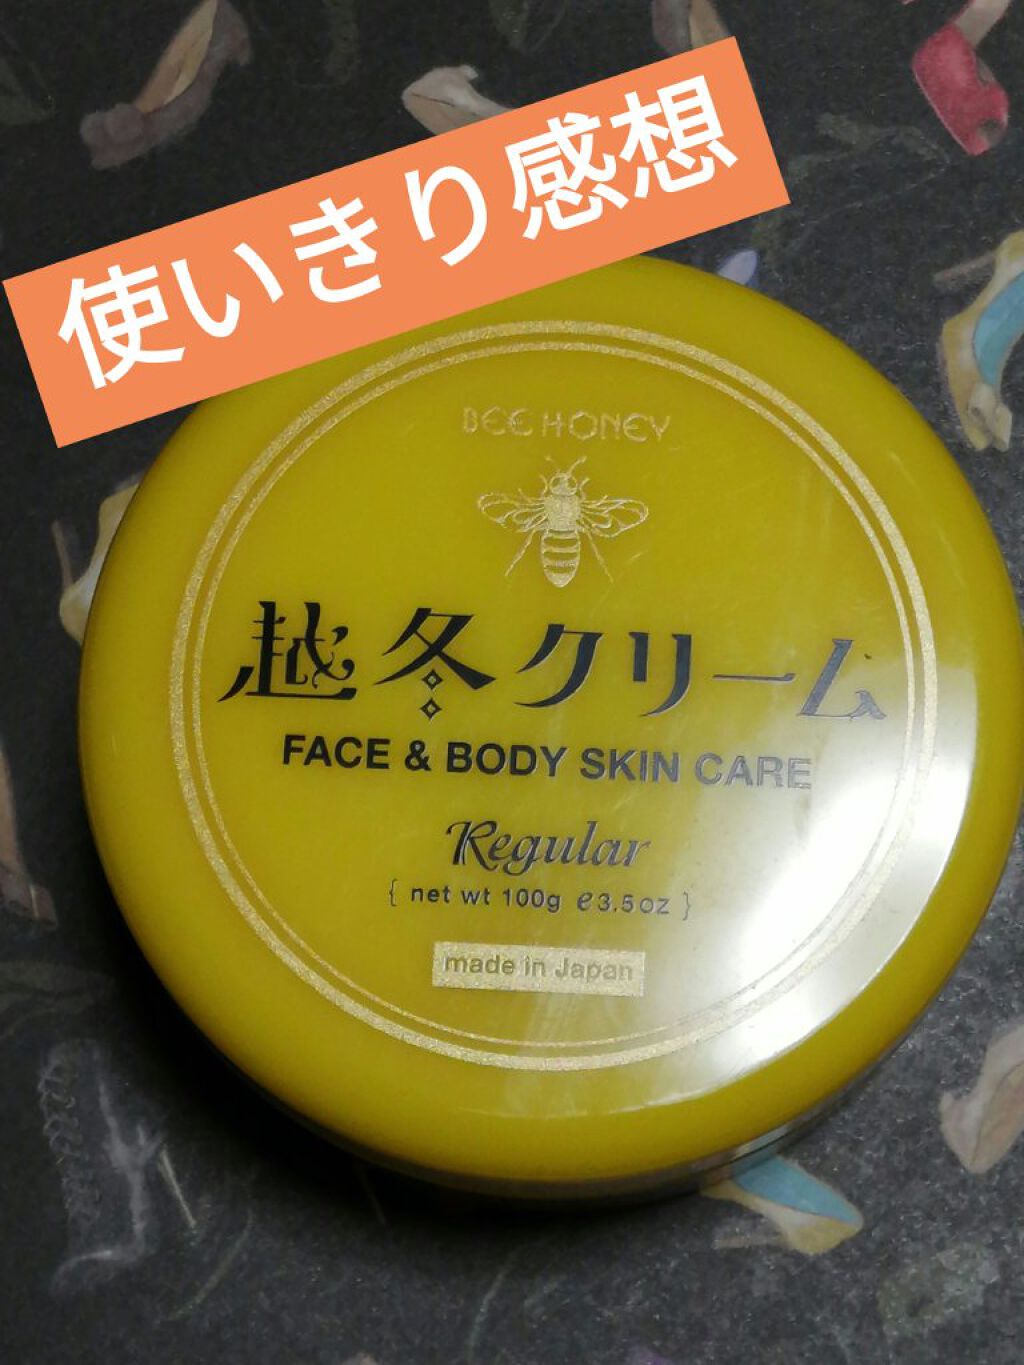 使いきり感想
BEE HONEY
越冬クリーム
FACE & BODY SKIN CARE
Regular
{ net wt 100g e3.5oz }
made in Japan